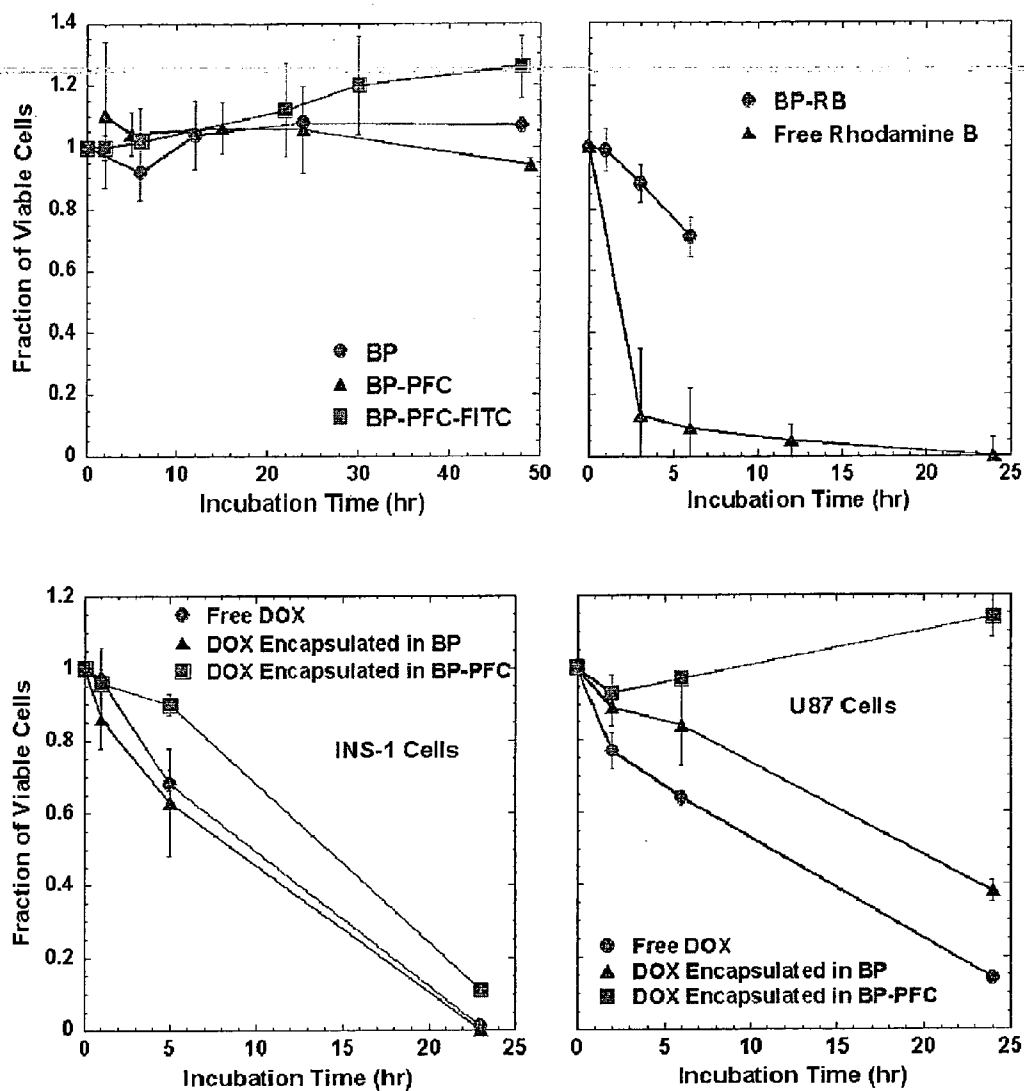 1.4
1.2
1
0.8
0.6
0.4
0.2
0
Fraction of Viable Cells
BP
BP-PFC
BP-PFC-FITC
0 10 20 30 40 50
Incubation Time (hr)
BP-RB
Free Rhodamine B
0 5 10 15 20 25
Incubation Time (hr)
1.2
1
0.8
0.6
0.4
0.2
0
Fraction of Viable Cells
Free DOX
DOX Encapsulated in BP
DOX Encapsulated in BP-PFC
INS-1 Cells
0 5 10 15 20 25
Incubation Time (hr)
U87 Cells
Free DOX
DOX Encapsulated in BP
DOX Encapsulated in BP-PFC
0 5 10 15 20 25
Incubation Time (hr)